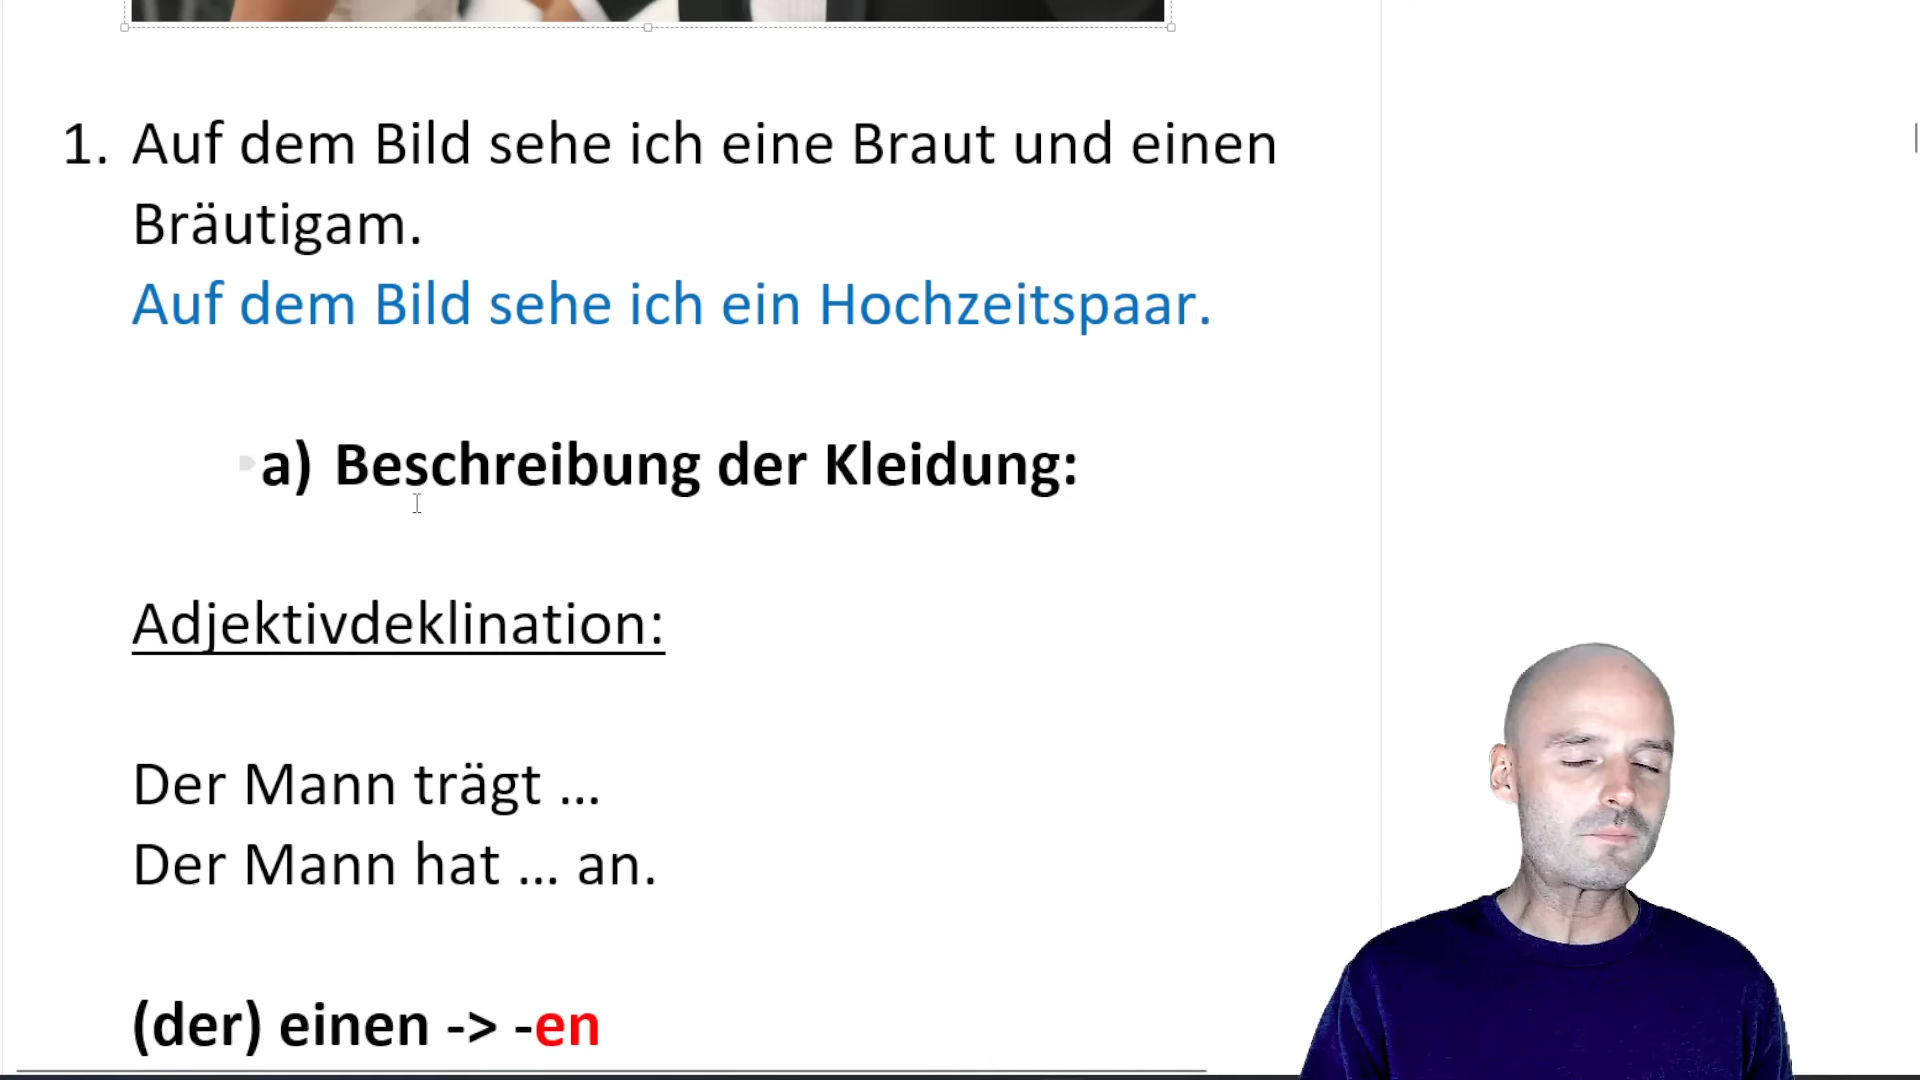 1. Auf dem Bild sehe ich eine Braut und einen
Bräutigam.
Auf dem Bild sehe ich ein Hochzeitspaar.
a) Beschreibung der Kleidung:
Adjektivdeklination:
Der Mann trägt ...
Der Mann hat ... an.
(der) einen -> -en